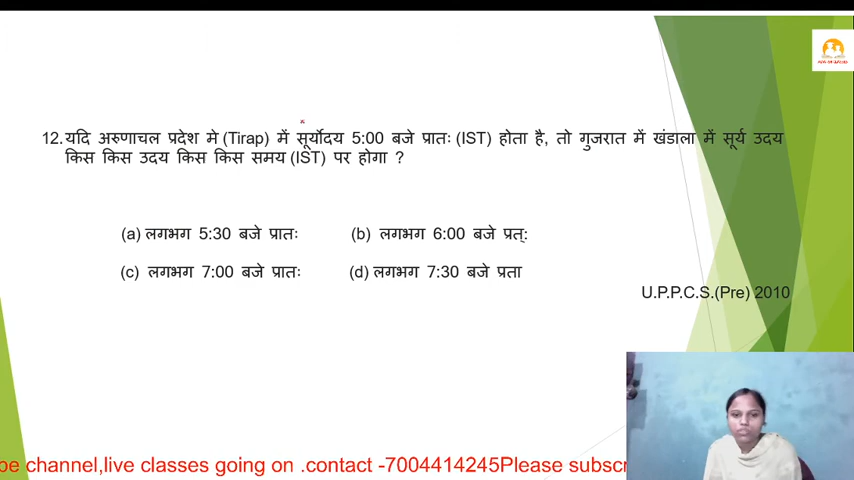 12. यदि अरुणाचल प्रदेश मे (Tirap) में सूर्योदय 5:00 बजे प्रातः (IST) होता है, तो गुजरात में खंडाला में सूर्य उदय
किस किस उदय किस किस समय (IST) पर होगा ?
(a) लगभग 5:30 बजे प्रातः (b) लगभग 6:00 बजे प्रत्:
(c) लगभग 7:00 बजे प्रातः (d) लगभग 7:30 बजे प्रता
U.P.P.C.S.(Pre) 2010
be channel,live classes going on .contact -7004414245Please subscr